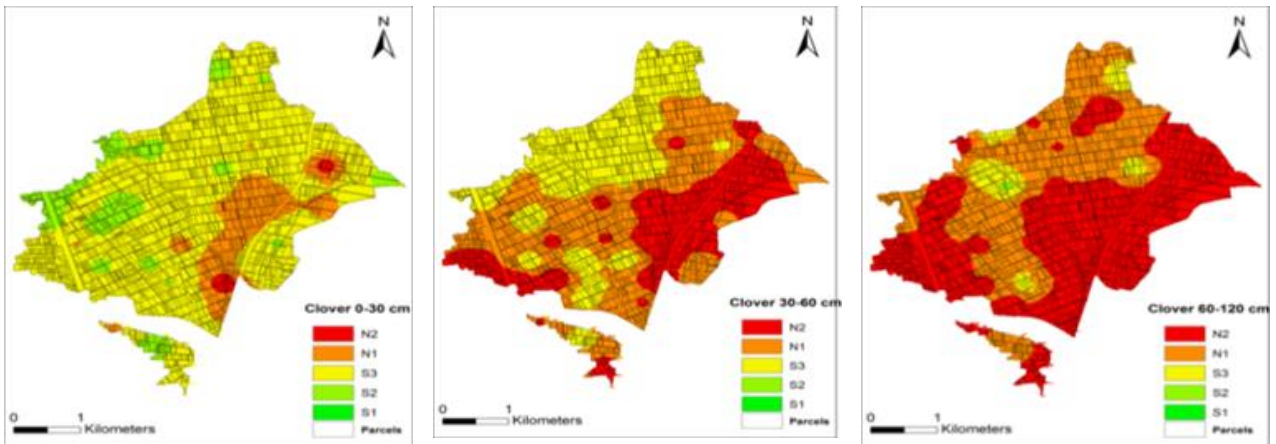 N
Clover 0-30 cm
N2
N1
S3
S2
S1
Parcels
0 1
Kilometers
N
Clover 30-60 cm
N2
N1
S3
S2
S1
Parcels
0 1
Kilometers
N
Clover 60-120 cm
N2
N1
S3
S2
S1
Parcels
0 1
Kilometers